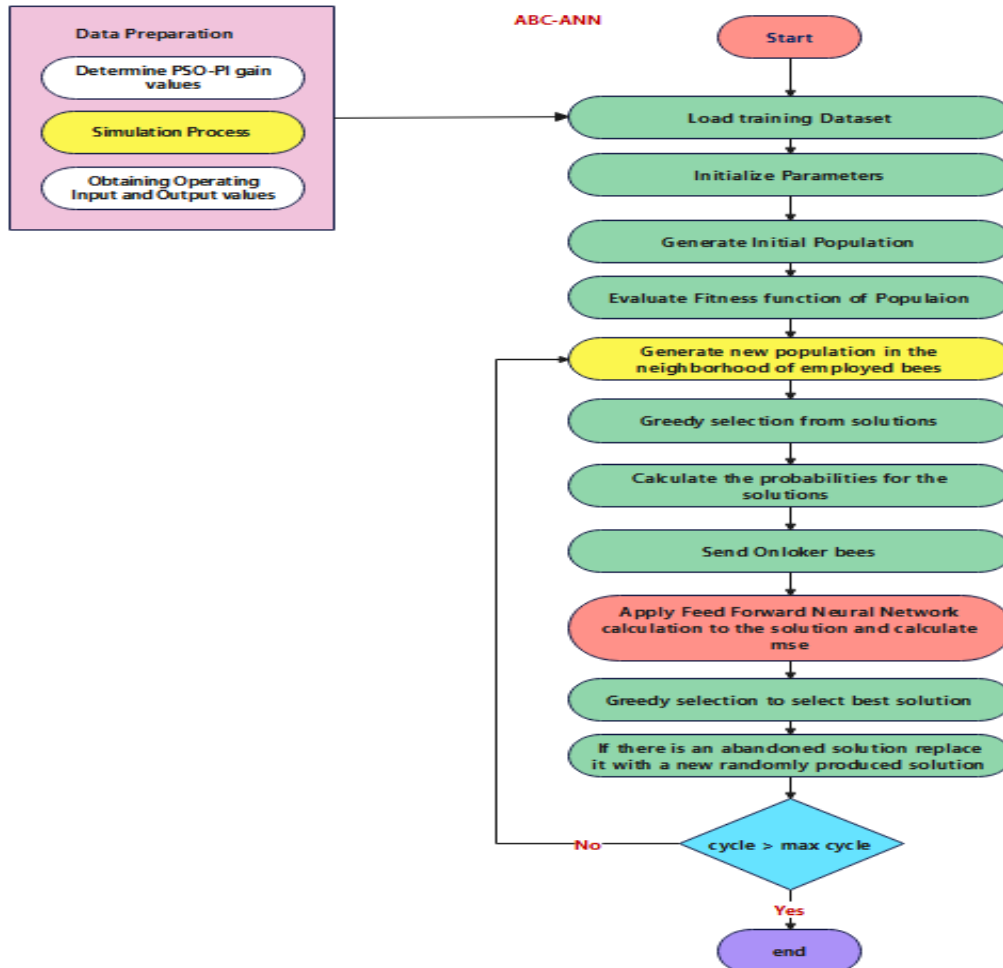 ABC-ANN
Data Preparation
Determine PSO-PI gain
values
Simulation Process
Obtaining Operating
Input and Output values
Start
Load training Dataset
Initialize Parameters
Generate Initial Population
Evaluate Fitness function of Populaion
Generate new population in the
neighborhood of employed bees
Greedy selection from solutions
Calculate the probabilities for the
solutions
Send Onloker bees
Apply Feed Forward Neural Network
calculation to the solution and calculate
mse
Greedy selection to select best solution
If there is an abandoned solution replace
it with a new randomly produced solution
cycle > max cycle
No
Yes
end